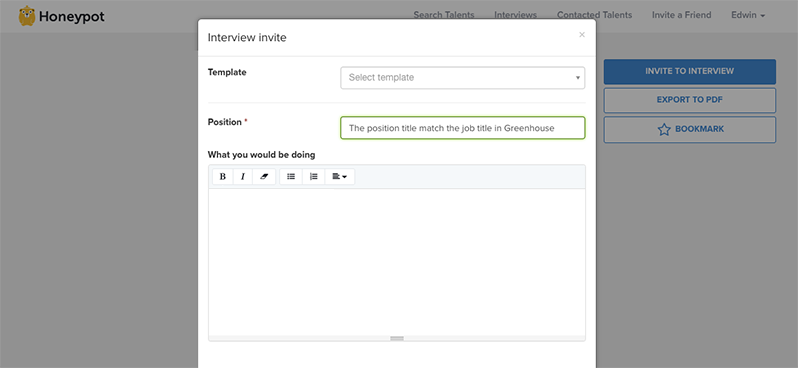 Honeypot
Search Talents Interviews Contacted Talents Invite a Friend Edwin
Interview invite ×
Template Select template
INVITE TO INTERVIEW
EXPORT TO PDF
BOOKMARK
Position * The position title match the job title in Greenhouse
What you would be doing
B I